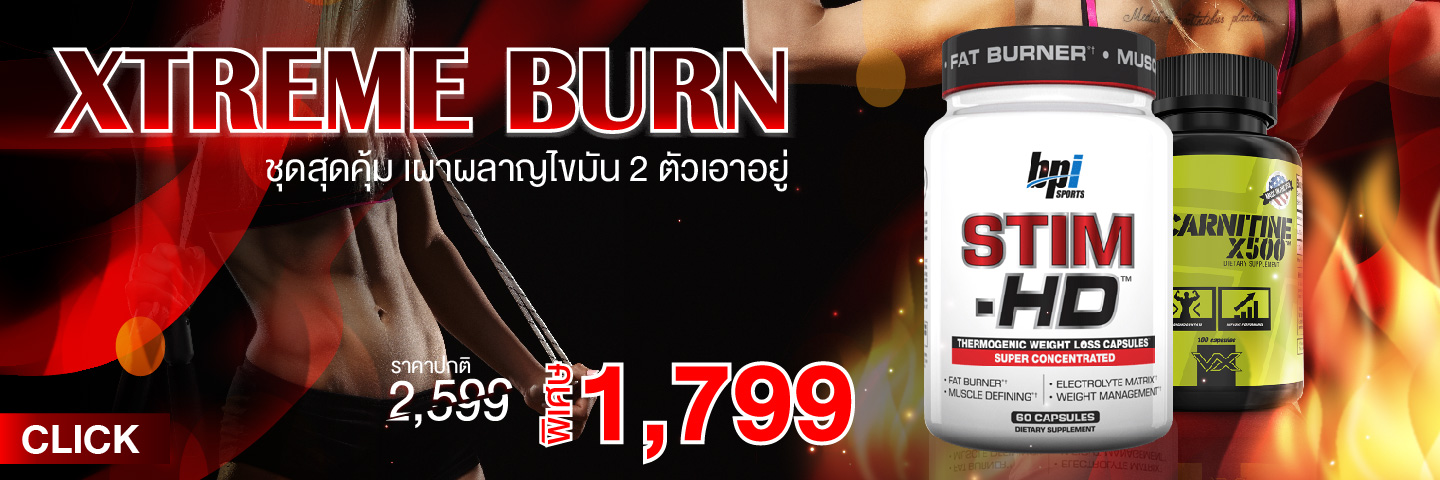 XTREME BURN
ชุดสุดคุ้ม เผาผลาญไขมัน 2 ตัวเอาอยู่
ราคาปกติ
2,599
พิเศษ
1,799
CLICK
• FAT BURNER*† • MUSC
bpi
SPORTS
STIM
-HD™
THERMOGENIC WEIGHT LOSS CAPSULES
SUPER CONCENTRATED
• FAT BURNER*†
• MUSCLE DEFINING*†
• ELECTROLYTE MATRIX†
• WEIGHT MANAGEMENT*†
60 CAPSULES
DIETARY SUPPLEMENT
CARNITINE
X500
DIETARY SUPPLEMENT
100 capsules
VX